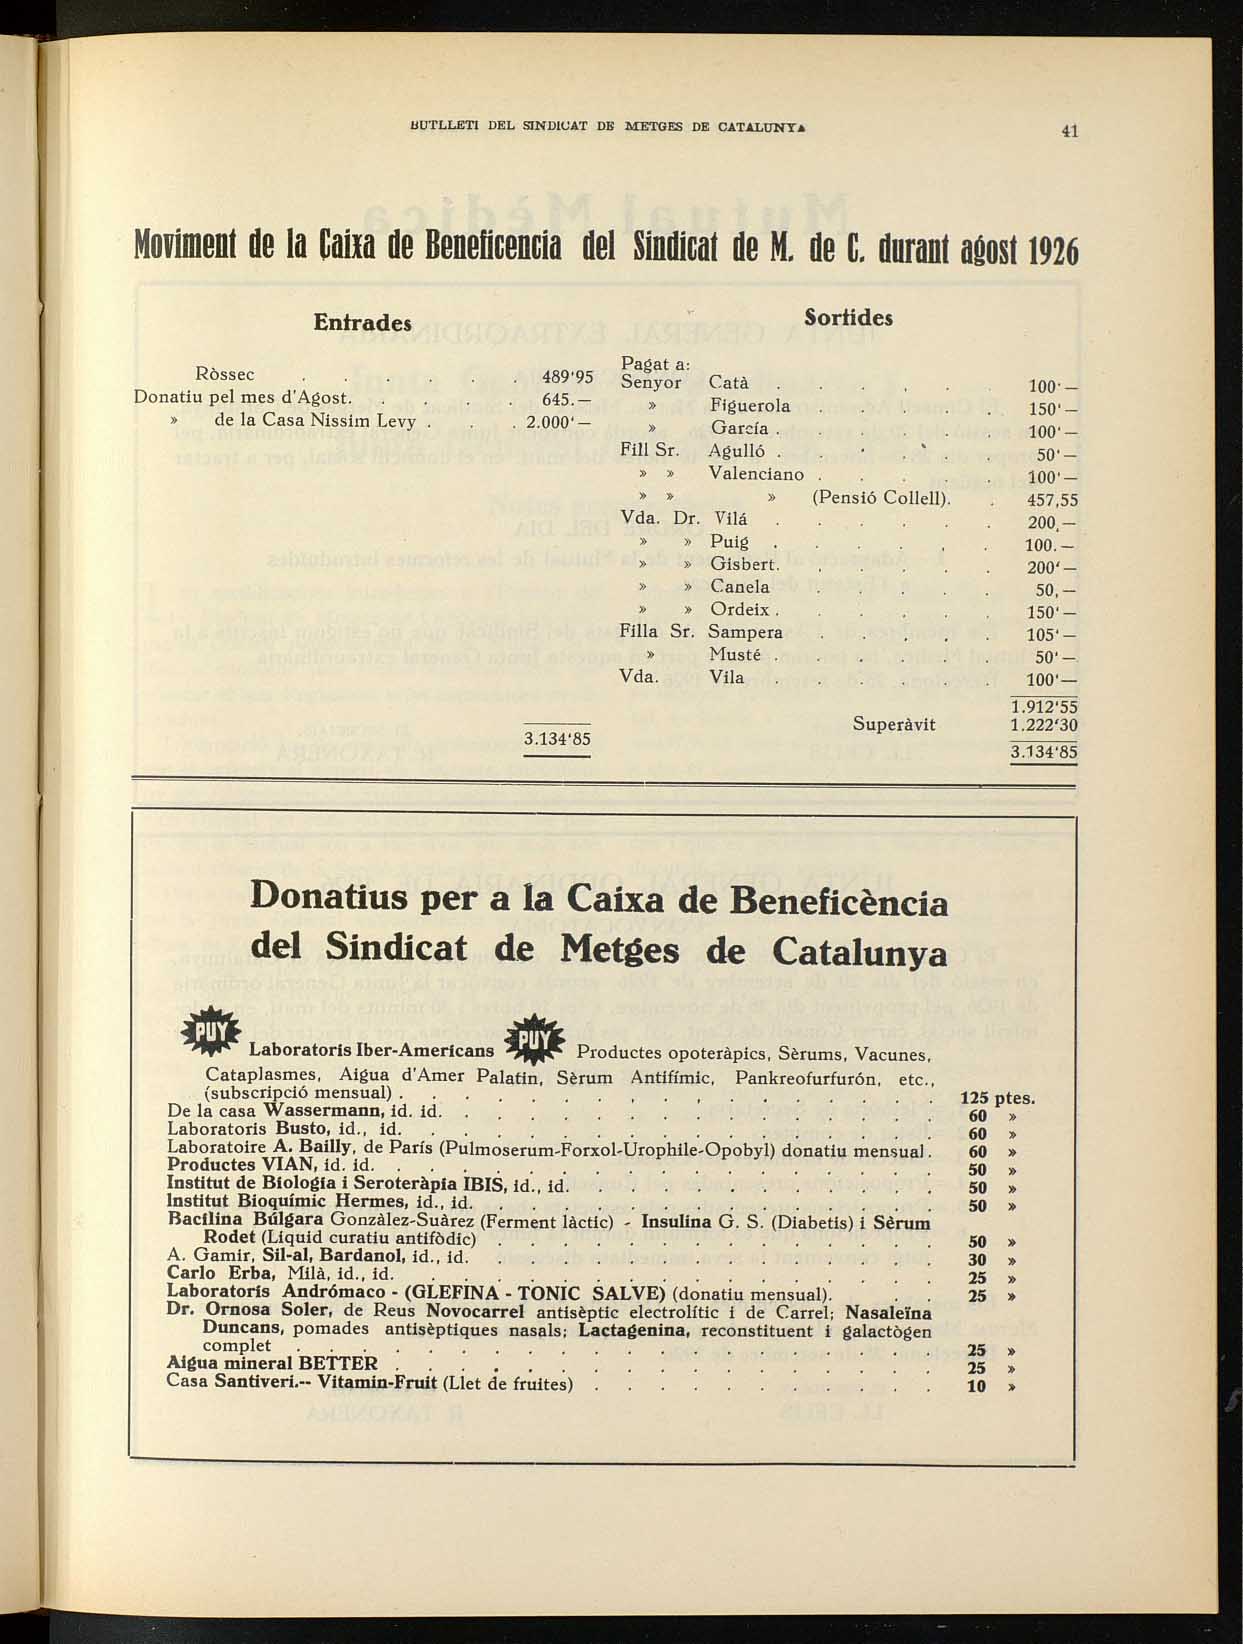 BUTLLETI DEL SINDICAT DE METGES DE CATALUNYA
41
Moviment de la Caixa de Beneficencia del Sindicat de M. de C. durant agost 1926
Entrades
Ròssec . . . . . . . 489'95
Donatiu pel mes d'Agost. . . . . 645.—
» de la Casa Nissim Levy . . . 2.000'—
3.134'85
Sortides
Pagat a:
Senyor Catà . . . . . . 100·—
» Figuerola . . . . . 150'—
» García . . . . . . 100'—
Fill Sr. Agulló . . . . . . 50'—
» » Valenciano . . . . . 100'—
» » » (Pensió Collell). . 457,55
Vda. Dr. Vilá . . . . . . 200,—
» » Puig . . . . . . 100.—
» » Gisbert. . . . . . 200'—
» » Canela . . . . . 50,—
» » Ordeix . . . . . . 150'—
Filla Sr. Sampera . . . . . 105'—
» Musté . . . . . . 50'—
Vda. Vila . . . . . . 100'—
1.912'55
Superàvit 1.222'30
3.134'85
Donatius per a la Caixa de Beneficència
del Sindicat de Metges de Catalunya
PUY Laboratoris Iber-Americans PUY Productes opoteràpics, Sèrums, Vacunes,
Cataplasmes, Aigua d'Amer Palatin, Sèrum Antifímic, Pankreofurfurón, etc.,
(subscripció mensual) . . . . . . . . . . . . . . . . 125 ptes.
De la casa Wassermann, id. id. . . . . . . . . . . . . . . . 60 »
Laboratoris Busto, id., id. . . . . . . . . . . . . . . . . 60 »
Laboratoire A. Bailly, de París (Pulmoserum-Forxol-Urophile-Opobyl) donatiu mensual . 60 »
Productes VIAN, id. id. . . . . . . . . . . . . . . . . . 50 »
Institut de Biologia i Seroteràpia IBIS, id., id. . . . . . . . . . . . 50 »
Institut Bioquímic Hermes, id., id. . . . . . . . . . . . . . . 50 »
Bacilina Búlgara Gonzàlez-Suàrez (Ferment làctic) - Insulina G. S. (Diabetis) i Sèrum
Rodet (Líquid curatiu antifòdic) . . . . . . . . . . . . . 50 »
A. Gamir, Sil-al, Bardanol, id., id. . . . . . . . . . . . . . . 30 »
Carlo Erba, Milà, id., id. . . . . . . . . . . . . . . . . 25 »
Laboratoris Andrómaco - (GLEFINA - TONIC SALVE) (donatiu mensual). . . 25 »
Dr. Ornosa Soler, de Reus Novocarrel antisèptic electrolític i de Carrel; Nasaleïna
Duncans, pomades antisèptiques nasals; Lactagenina, reconstituent i galactògen
complet . . . . . . . . . . . . . . . . . . . . 25 »
Aigua mineral BETTER . . . . . . . . . . . . . . . . . 25 »
Casa Santiveri.-- Vitamin-Fruit (Llet de fruites) . . . . . . . . . . . 10 »